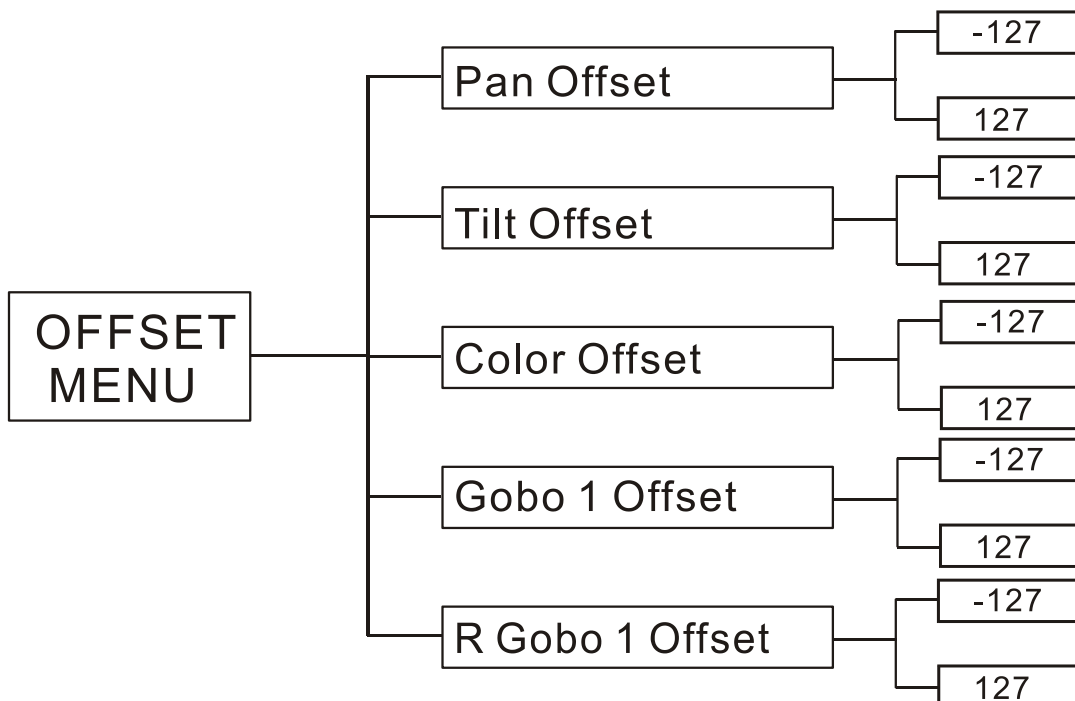 -127
Pan Offset
127
-127
Tilt Offset
127
OFFSET
MENU
-127
Color Offset
127
-127
Gobo 1 Offset
127
-127
R Gobo 1 Offset
127